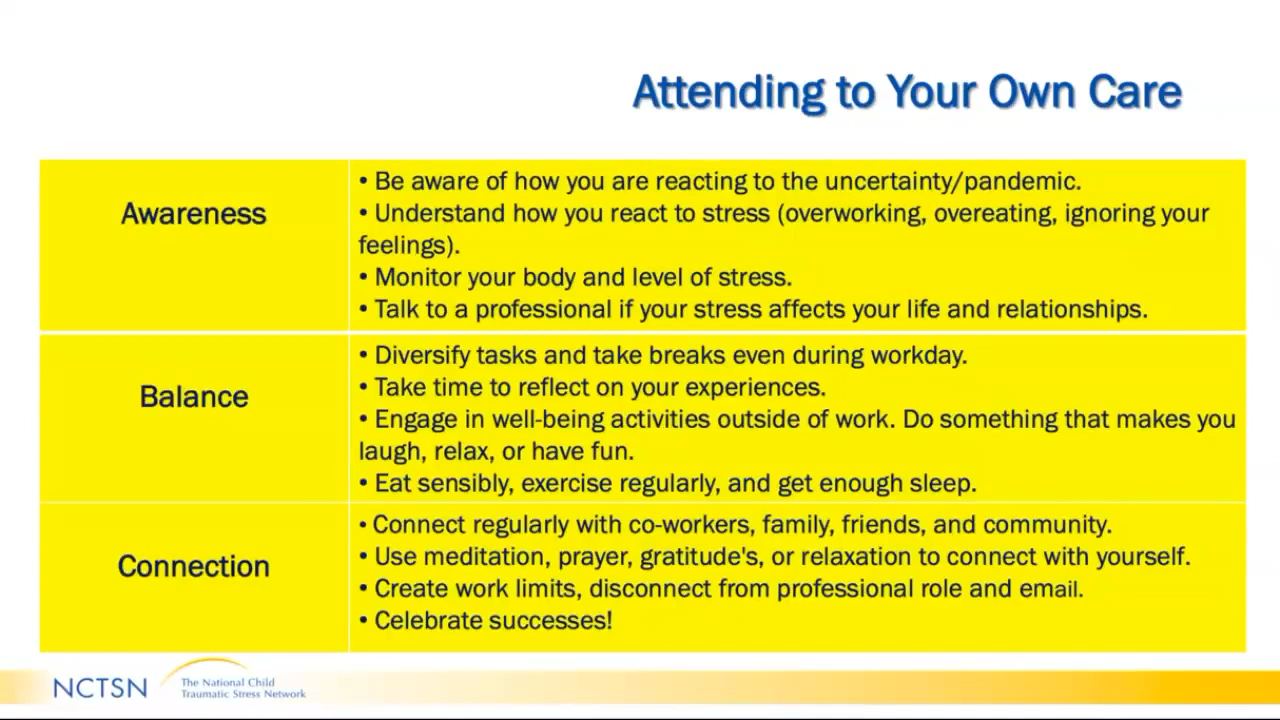 Attending to Your Own Care
Awareness
• Be aware of how you are reacting to the uncertainty/pandemic.
• Understand how you react to stress (overworking, overeating, ignoring your
feelings).
• Monitor your body and level of stress.
• Talk to a professional if your stress affects your life and relationships.
Balance
• Diversify tasks and take breaks even during workday.
• Take time to reflect on your experiences.
• Engage in well-being activities outside of work. Do something that makes you
laugh, relax, or have fun.
• Eat sensibly, exercise regularly, and get enough sleep.
Connection
• Connect regularly with co-workers, family, friends, and community.
• Use meditation, prayer, gratitude's, or relaxation to connect with yourself.
• Create work limits, disconnect from professional role and email.
• Celebrate successes!
NCTSN
The National Child
Traumatic Stress Network